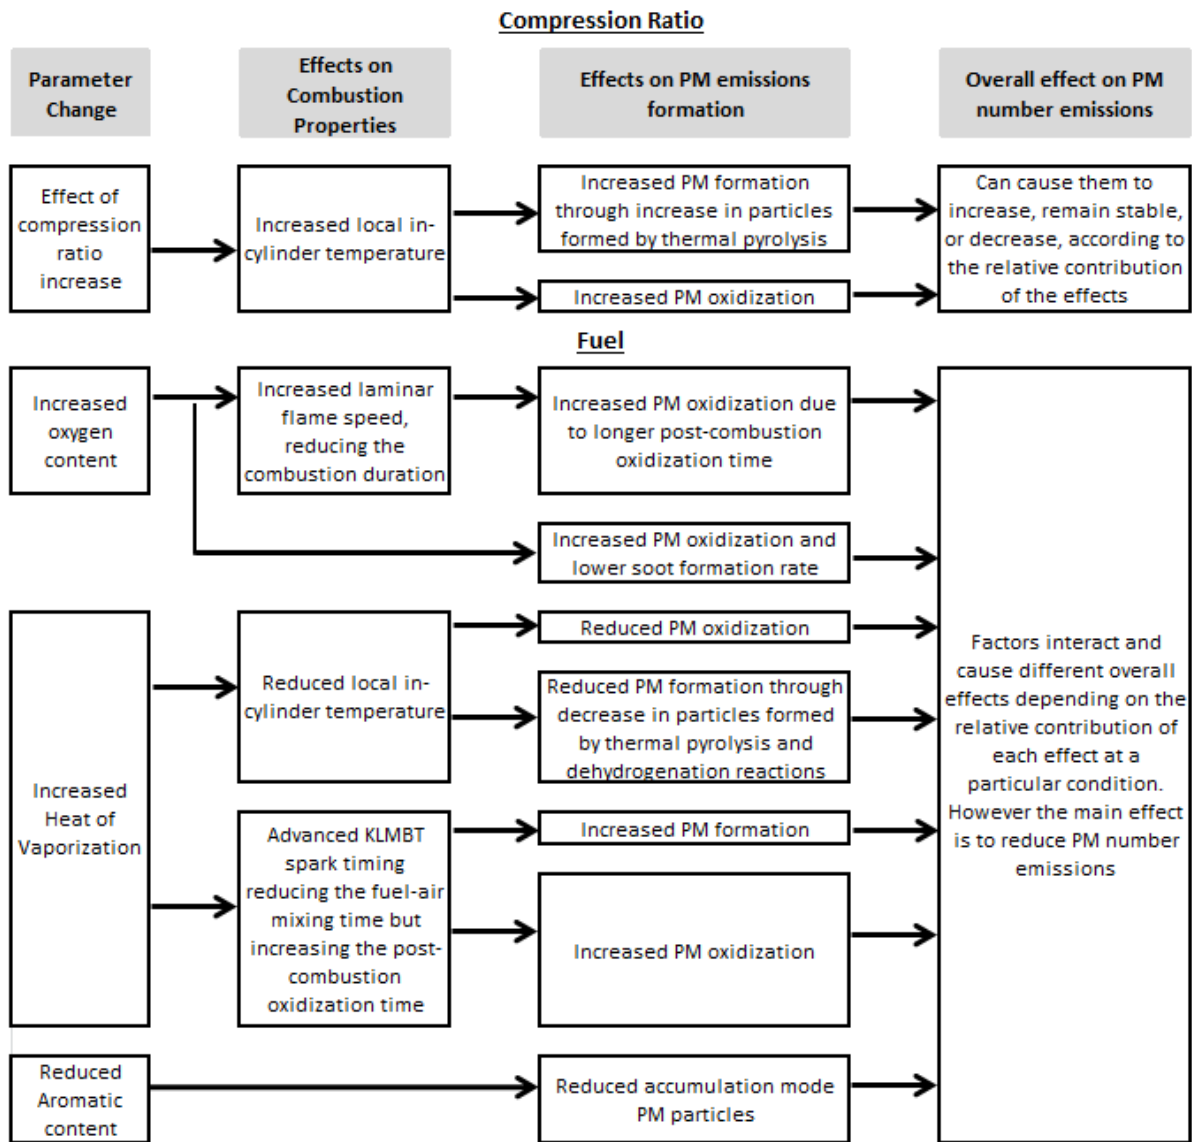 Compression Ratio
Parameter
Change
Effects on
Combustion
Properties
Effects on PM emissions
formation
Overall effect on PM
number emissions
Effect of
compression
ratio
increase
Increased local in-
cylinder temperature
Increased PM formation
through increase in particles
formed by thermal pyrolysis
Increased PM oxidization
Can cause them to
increase, remain stable,
or decrease, according to
the relative contribution
of the effects
Fuel
Increased
oxygen
content
Increased laminar
flame speed,
reducing the
combustion duration
Increased PM oxidization due
to longer post-combustion
oxidization time
Increased PM oxidization and
lower soot formation rate
Increased
Heat of
Vaporization
Reduced local in-
cylinder temperature
Reduced PM oxidization
Reduced PM formation through
decrease in particles formed
by thermal pyrolysis and
dehydrogenation reactions
Advanced KLMBT
spark timing
reducing the fuel-air
mixing time but
increasing the post-
combustion
oxidization time
Increased PM formation
Increased PM oxidization
Reduced
Aromatic
content
Reduced accumulation mode
PM particles
Factors interact and
cause different overall
effects depending on the
relative contribution of
each effect at a
particular condition.
However the main effect
is to reduce PM number
emissions